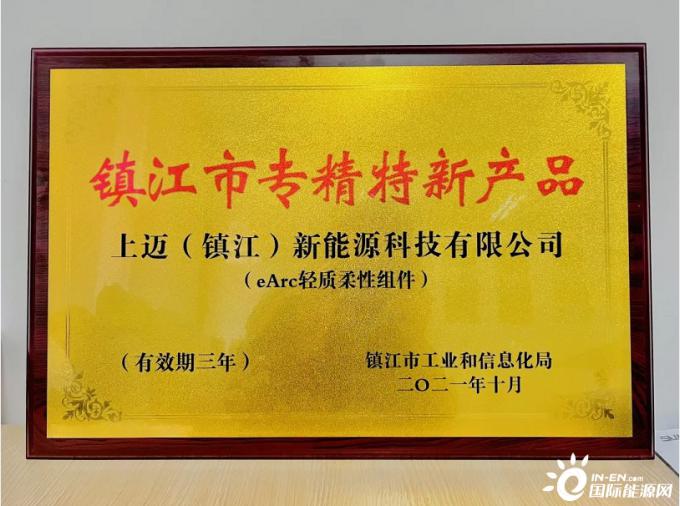 镇江市专精特新产品
上迈（镇江）新能源科技有限公司
（eArc轻质柔性组件）
（有效期三年）
镇江市工业和信息化局
二〇二一年十月
IN-EN.com
国际能源网